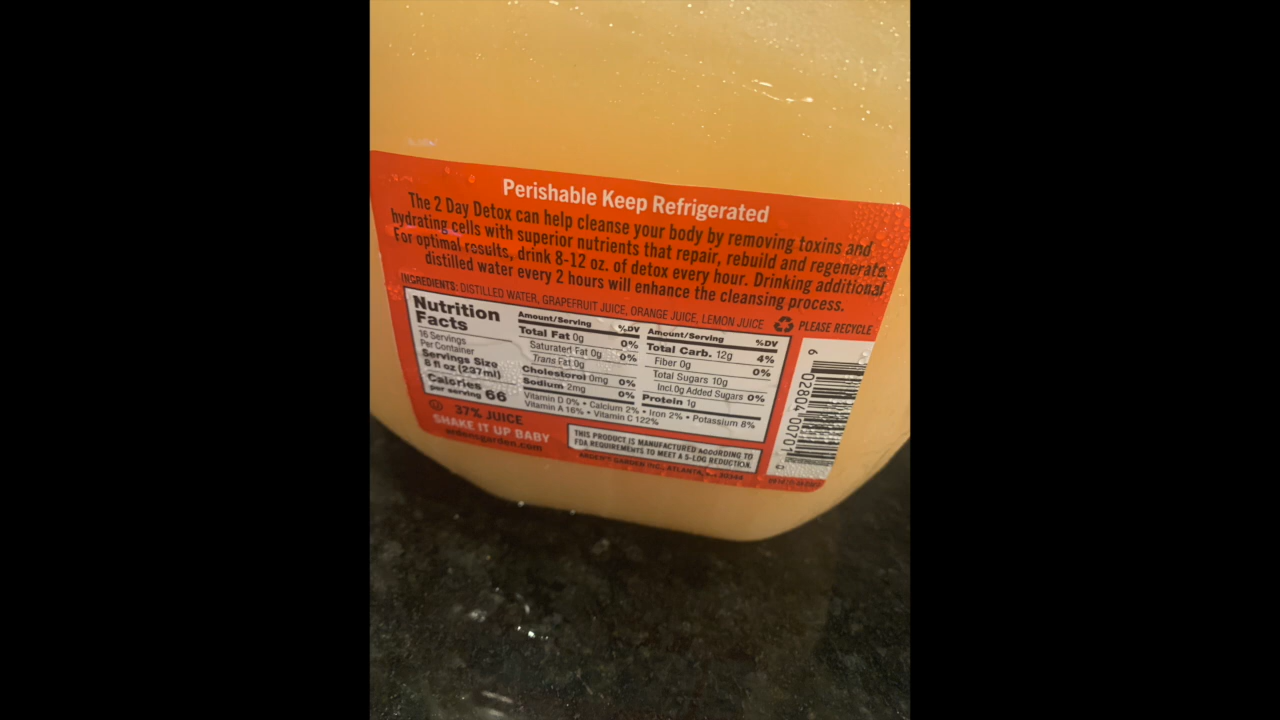 Perishable Keep Refrigerated
The 2 Day Detox can help cleanse your body by removing toxins and
hydrating cells with superior nutrients that repair, rebuild and regenerate.
For optimal results, drink 8-12 oz. of detox every hour. Drinking additional
distilled water every 2 hours will enhance the cleansing process.
INGREDIENTS: DISTILLED WATER, GRAPEFRUIT JUICE, ORANGE JUICE, LEMON JUICE
PLEASE RECYCLE
Nutrition
Facts
16 Servings
Per Container
Servings Size
8 fl oz (237ml)
Calories
per serving 66
Amount/Serving %DV
Total Fat 0g 0%
Saturated Fat 0g 0%
Trans Fat 0g
Cholesterol 0mg 0%
Sodium 2mg 0%
Amount/Serving %DV
Total Carb. 12g 4%
Fiber 0g 0%
Total Sugars 10g
Incl.0g Added Sugars 0%
Protein 1g
Vitamin D 0% • Calcium 2% • Iron 2% • Potassium 8%
Vitamin A 16% • Vitamin C 122%
37% JUICE
SHAKE IT UP BABY
ardensgarden.com
THIS PRODUCT IS MANUFACTURED ACCORDING TO
FDA REQUIREMENTS TO MEET A 5-LOG REDUCTION.
ARDEN'S GARDEN INC., ATLANTA, 30344
6 02804 00701